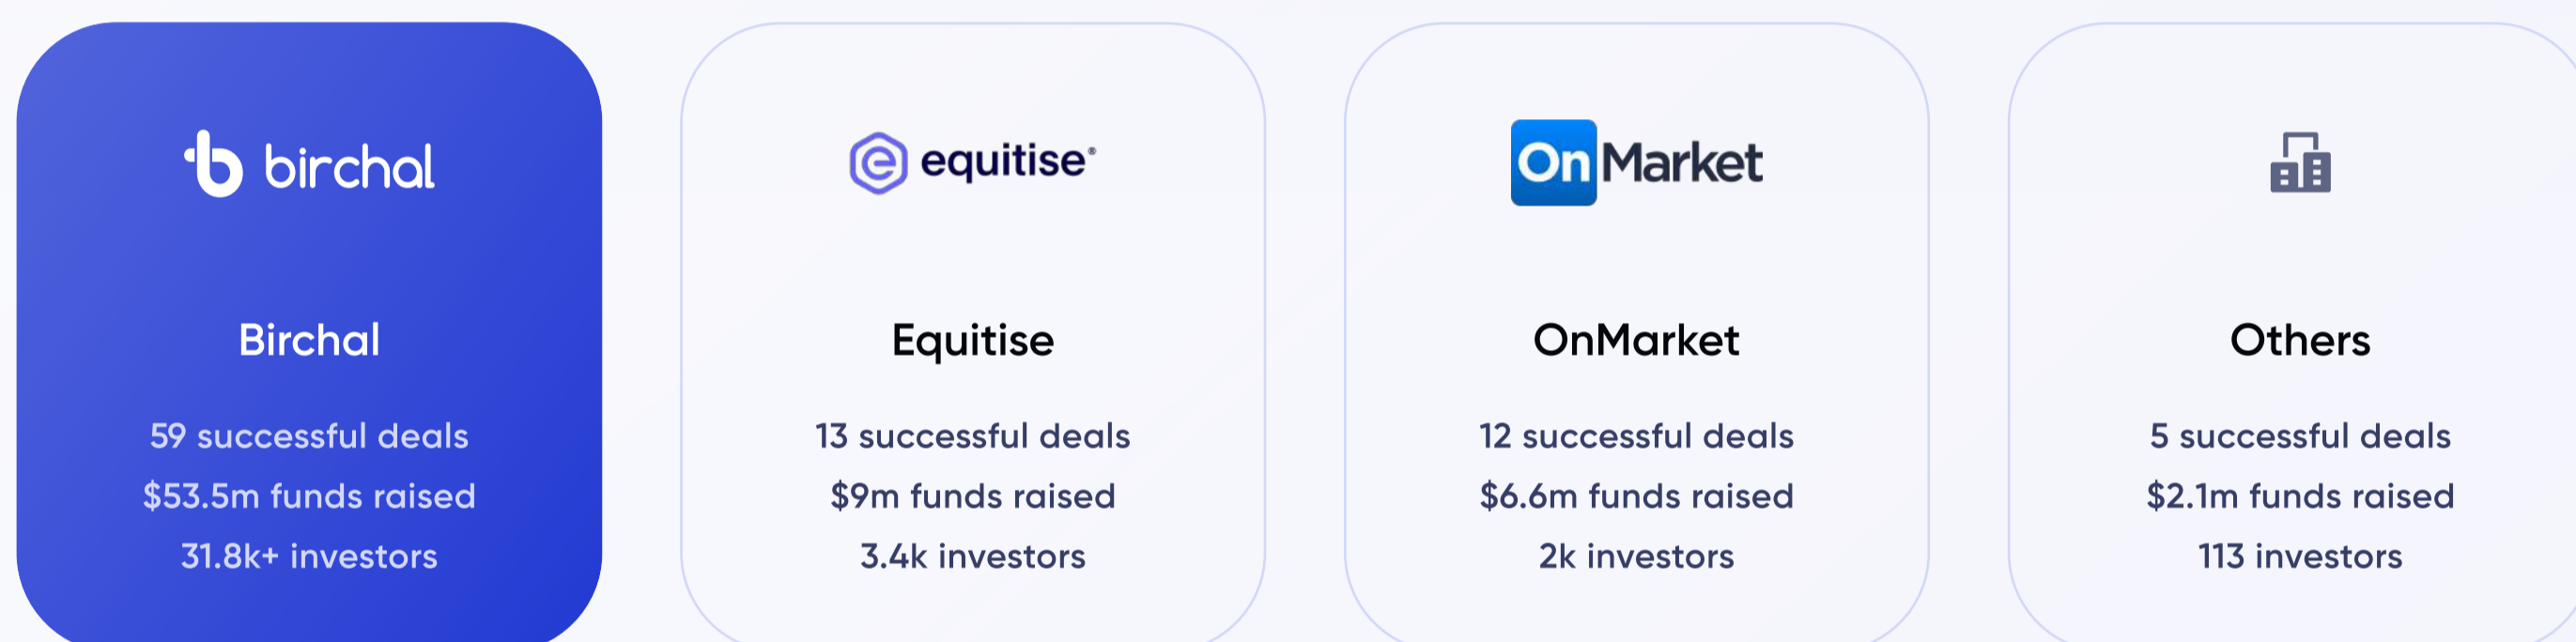 birchal
Birchal
59 successful deals
$53.5m funds raised
31.8k+ investors
equitise®
Equitise
13 successful deals
$9m funds raised
3.4k investors
OnMarket
OnMarket
12 successful deals
$6.6m funds raised
2k investors
Others
5 successful deals
$2.1m funds raised
113 investors